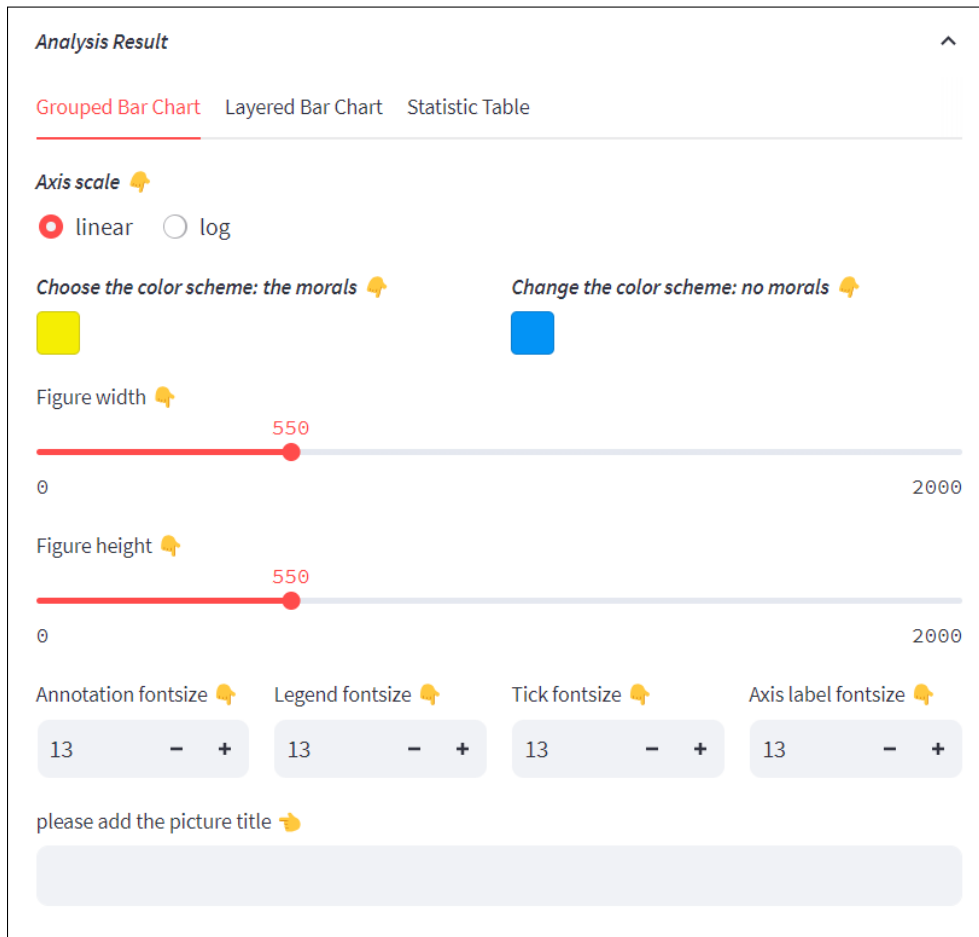 Analysis Result
Grouped Bar Chart Layered Bar Chart Statistic Table
Axis scale 👇
linear log
Choose the color scheme: the morals 👇 Change the color scheme: no morals 👇
Figure width 👇
550
0 2000
Figure height 👇
550
0 2000
Annotation fontsize 👇 Legend fontsize 👇 Tick fontsize 👇 Axis label fontsize 👇
13 − + 13 − + 13 − + 13 − +
please add the picture title 👈